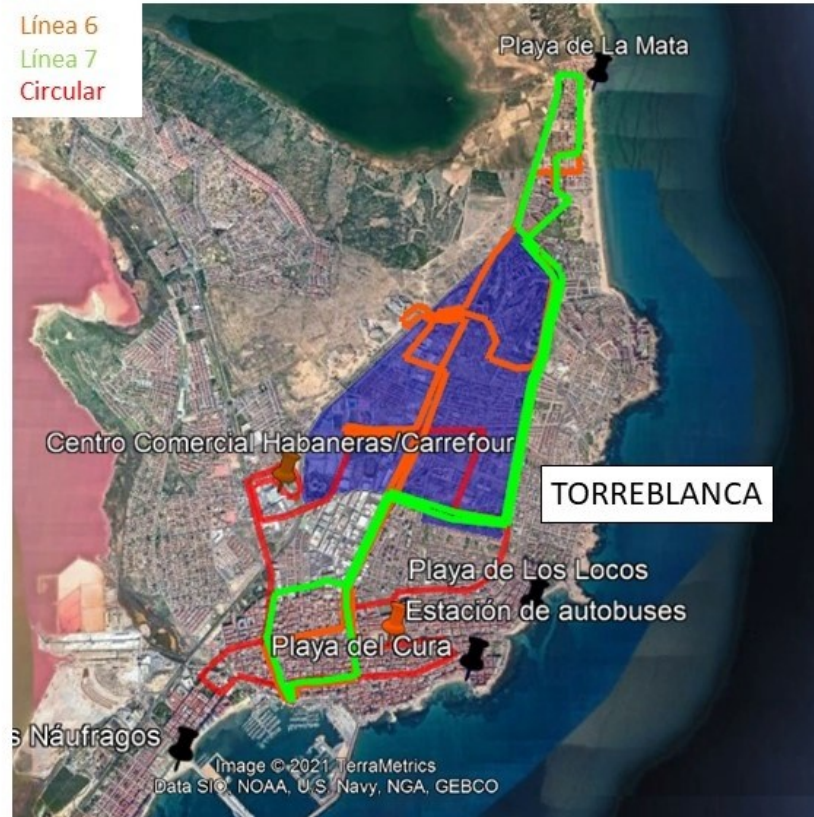 Línea 6
Línea 7
Circular
Playa de La Mata
Centro Comercial Habaneras/Carrefour
TORREBLANCA
Playa de Los Locos
Estación de autobuses
Playa del Cura
s Náufragos
Image © 2021 TerraMetrics
Data SIO, NOAA, U.S. Navy, NGA, GEBCO